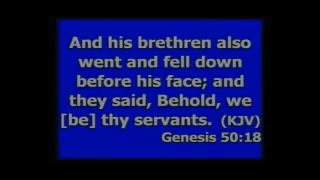 And his brethren also
went and fell down
before his face; and
they said, Behold, we
[be] thy servants. (KJV)
Genesis 50:18